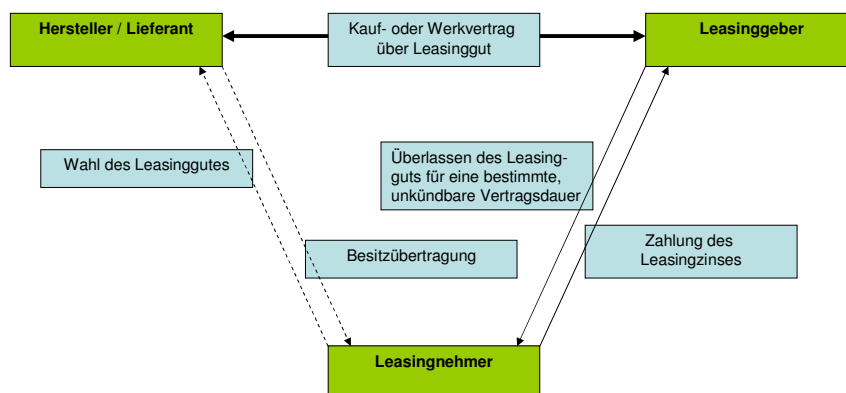 Hersteller / Lieferant
Kauf- oder Werkvertrag
über Leasinggut
Leasinggeber
Wahl des Leasinggutes
Überlassen des Leasing-
guts für eine bestimmte,
unkündbare Vertragsdauer
Besitzübertragung
Zahlung des
Leasingzinses
Leasingnehmer